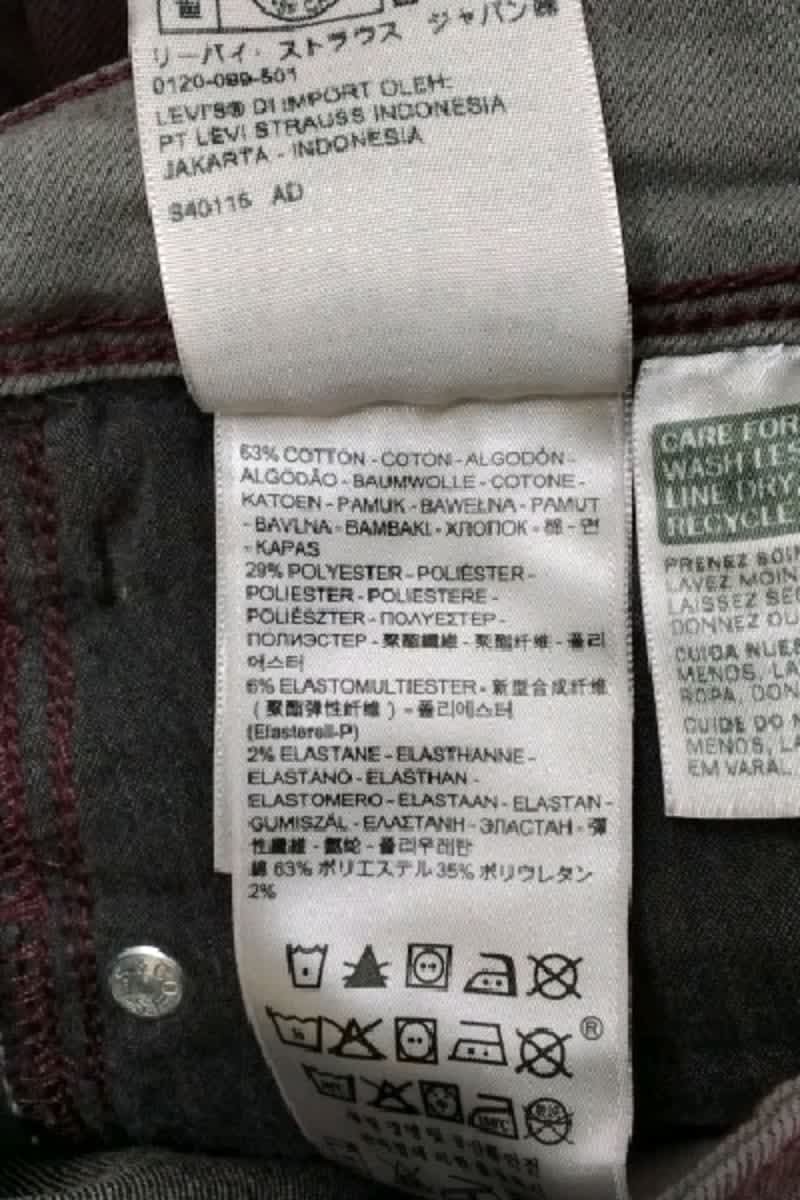 リーバイ・ストラウス ジャパン㈱
0120-099-501
LEVI'S® DI IMPORT OLEH:
PT LEVI STRAUSS INDONESIA
JAKARTA - INDONESIA
S40115 AD
63% COTTON - COTON - ALGODÓN -
ALGODÃO - BAUMWOLLE - COTONE -
KATOEN - PAMUK - BAWEŁNA - PAMUT
- BAVLNA - BAMBAKI - ХЛОПОК - 棉 - 면
- KAPAS
29% POLYESTER - POLIÉSTER -
POLIESTER - POLIESTERE -
POLIÉSZTER - ΠΟΛΥΕΣΤΕΡ -
ПОЛИЭСТЕР - 聚酯纖維 - 聚酯纤维 - 폴리
에스터
6% ELASTOMULTIESTER - 新型合成纤维
(聚酯弹性纤维) - 폴리에스터
(Elasterell-P)
2% ELASTANE - ELASTHANNE -
ELASTANO - ELASTHAN -
ELASTOMERO - ELASTAAN - ELASTAN -
GUMISZÁL - ΕΛΑΣΤΑΝΗ - ЭЛАСТАН - 彈
性纖維 - 氨纶 - 폴리우레탄
綿 63% ポリエステル 35% ポリウレタン
2%
®
CARE FOR
WASH LES
LINE DRY
RECYCLE
PRENEZ SOIN
LAVEZ MOIN
LAISSEZ SÉC
DONNEZ OU
CUIDA NUES
MENOS, LA
ROPA, DON
CUIDE DO N
MENOS, LA
EM VARAL,